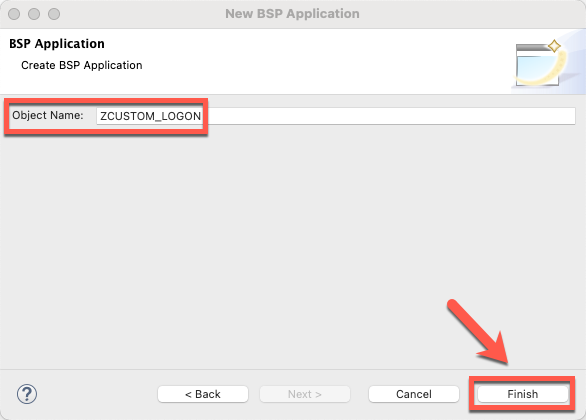 New BSP Application
BSP Application
Create BSP Application
Object Name: ZCUSTOM_LOGON
? < Back Next > Cancel Finish